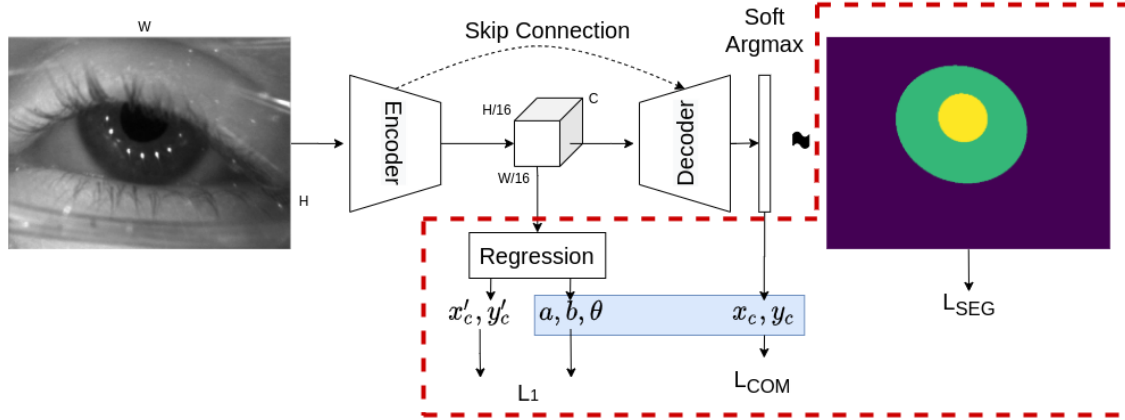 W
Skip Connection
Soft
Argmax
Encoder
H/16
C
Decoder
≈
W/16
H
Regression
x′c, y′c
a, b, θ
xc, yc
LSEG
L1
LCOM